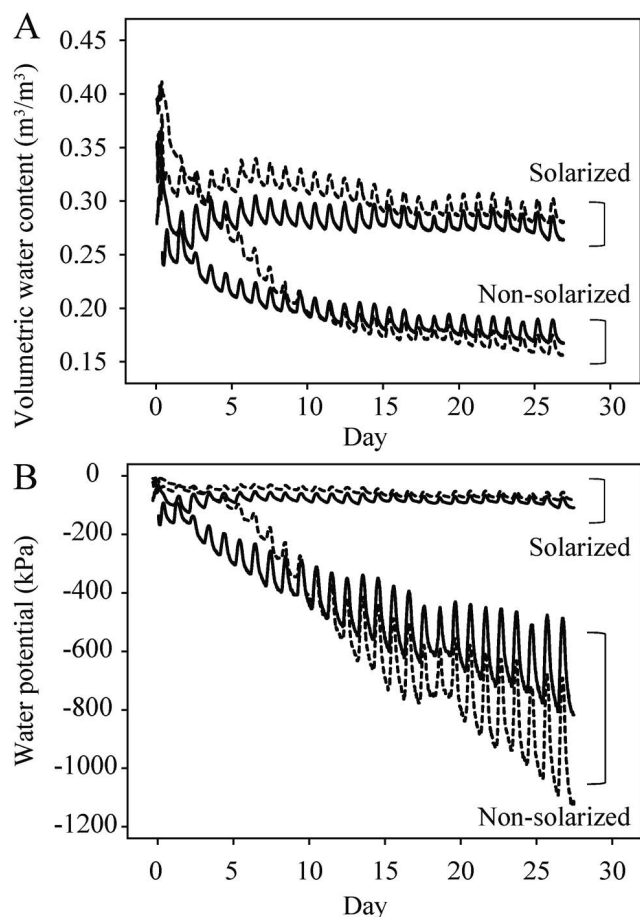 A
Volumetric water content (m³/m³)
0.45
0.40
0.35
0.30
0.25
0.20
0.15
Solarized
Non-solarized
0 5 10 15 20 25 30
Day
B
Water potential (kPa)
0
-200
-400
-600
-800
-1000
-1200
Solarized
Non-solarized
0 5 10 15 20 25 30
Day